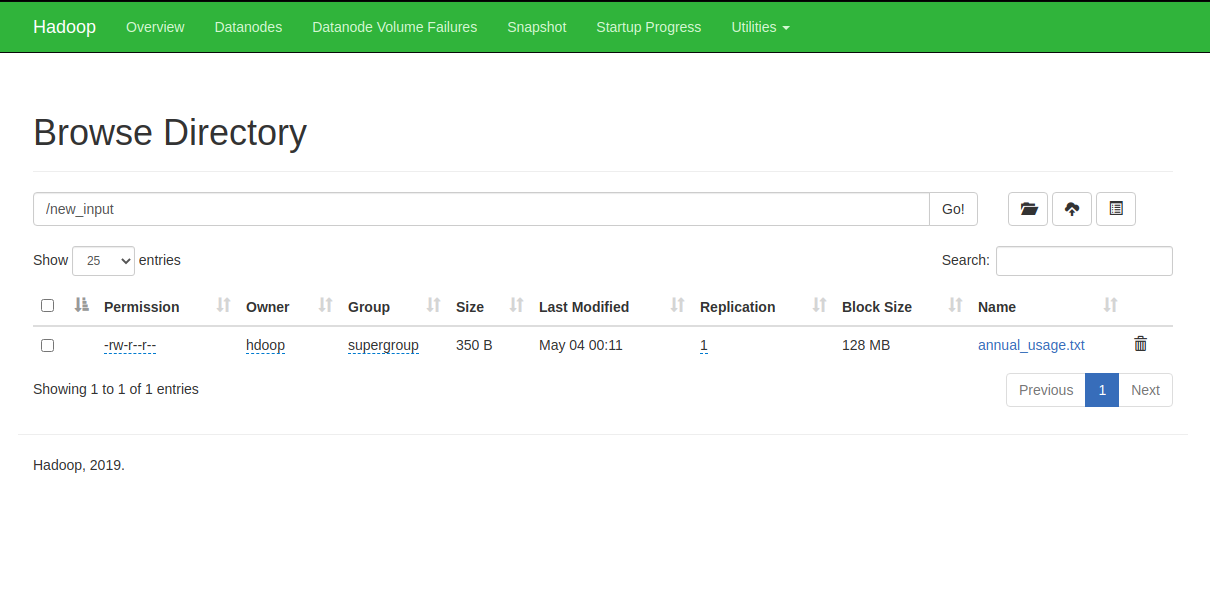 Hadoop Overview Datanodes Datanode Volume Failures Snapshot Startup Progress Utilities
Browse Directory
/new_input Go!
Show 25 entries Search:
Permission Owner Group Size Last Modified Replication Block Size Name
-rw-r--r-- hdoop supergroup 350 B May 04 00:11 1 128 MB annual_usage.txt
Showing 1 to 1 of 1 entries Previous 1 Next
Hadoop, 2019.